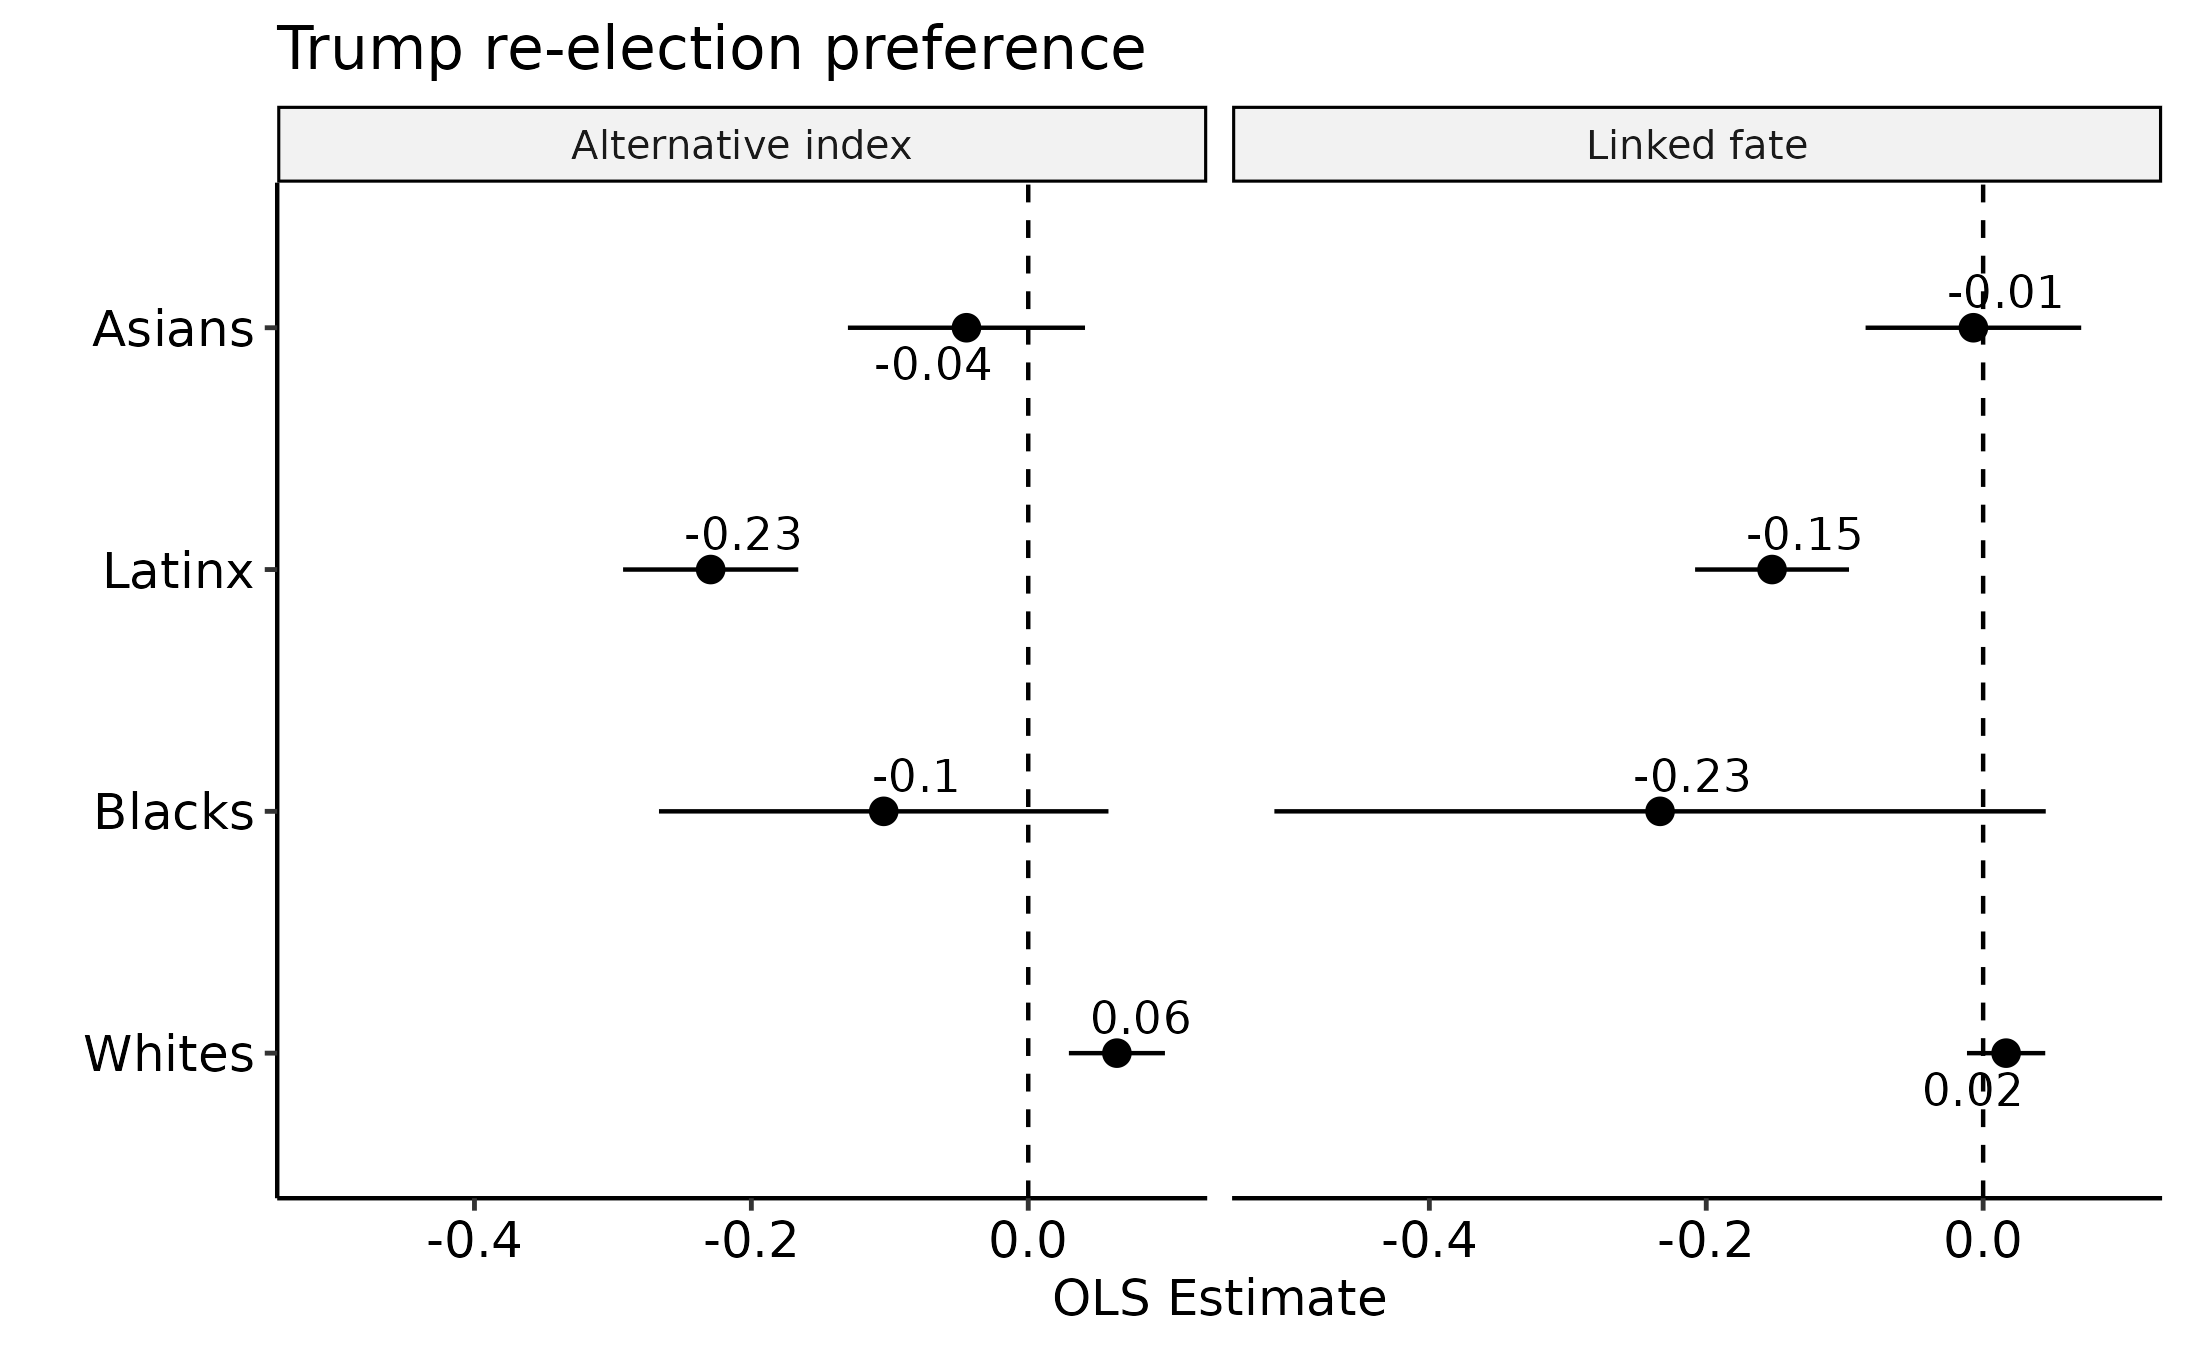 Trump re-election preference
Alternative index Linked fate
Asians -0.04 -0.01
Latinx -0.23 -0.15
Blacks -0.1 -0.23
Whites 0.06 0.02
-0.4 -0.2 0.0 -0.4 -0.2 0.0
OLS Estimate